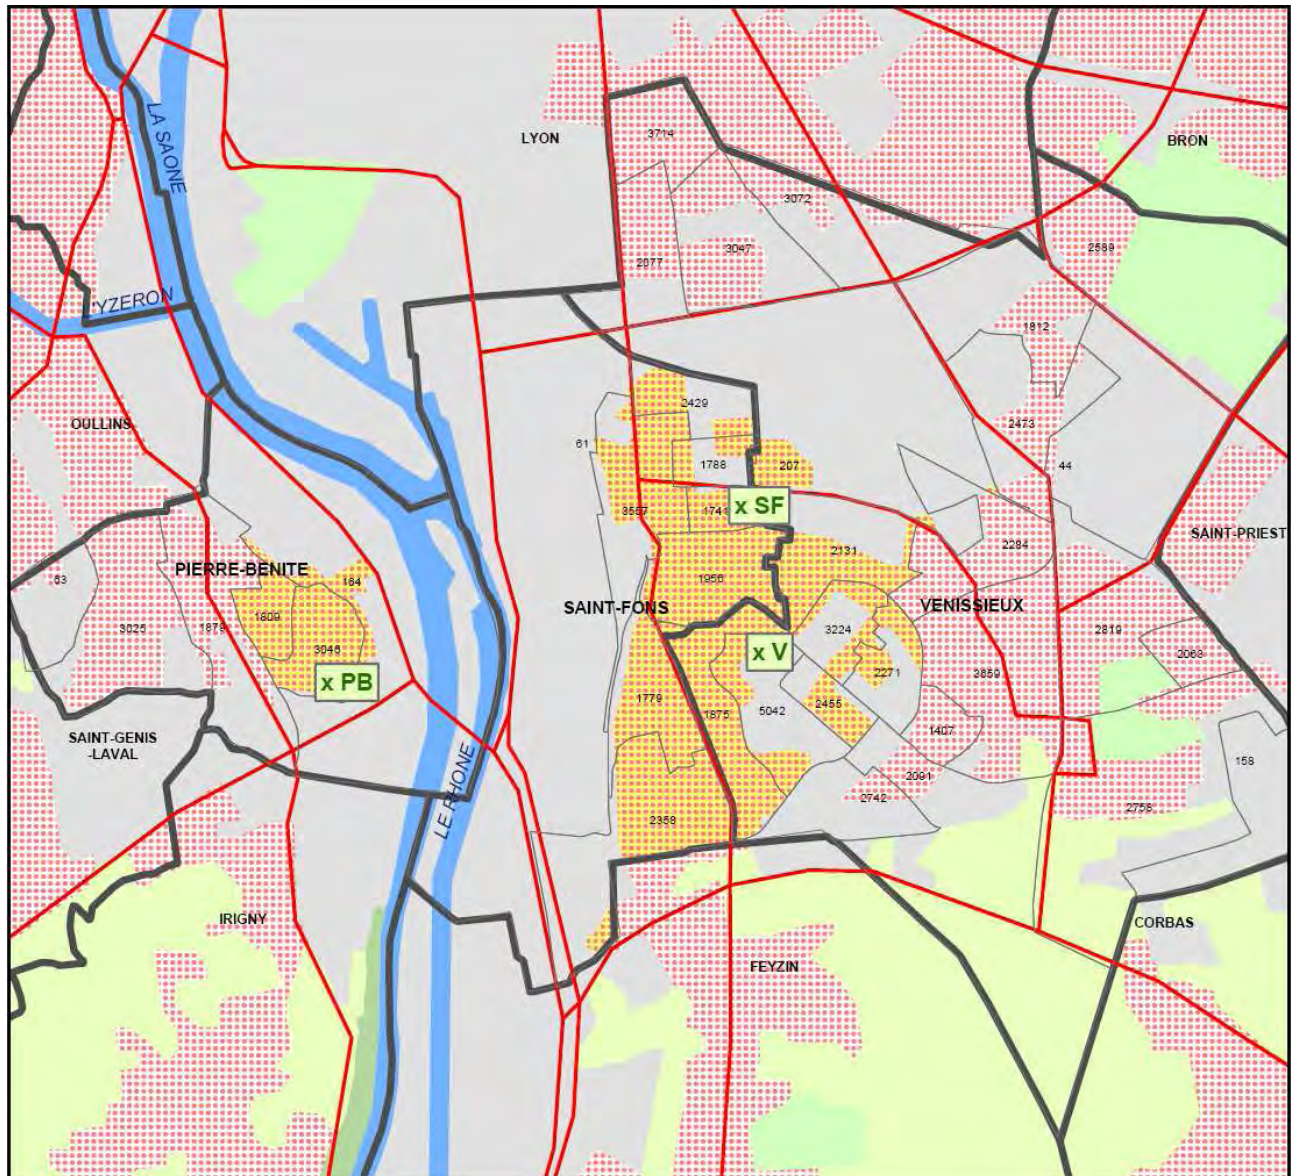 LA SAONE
LYON
3714
BRON
3072
3047
2077
2589
'YZERON
1812
OULLINS
2429
2473
61
1788
207
44
x SF
3557
1741
SAINT-PRIEST
2131
2284
PIERRE-BENITE
63
164
1956
SAINT-FONS
VENISSIEUX
1809
3025
1879
3224
2819
3046
x V
2063
x PB
2271
3659
1779
2455
1875
5042
1407
SAINT-GENIS
-LAVAL
158
LE RHONE
2091
2742
2758
2358
IRIGNY
CORBAS
FEYZIN